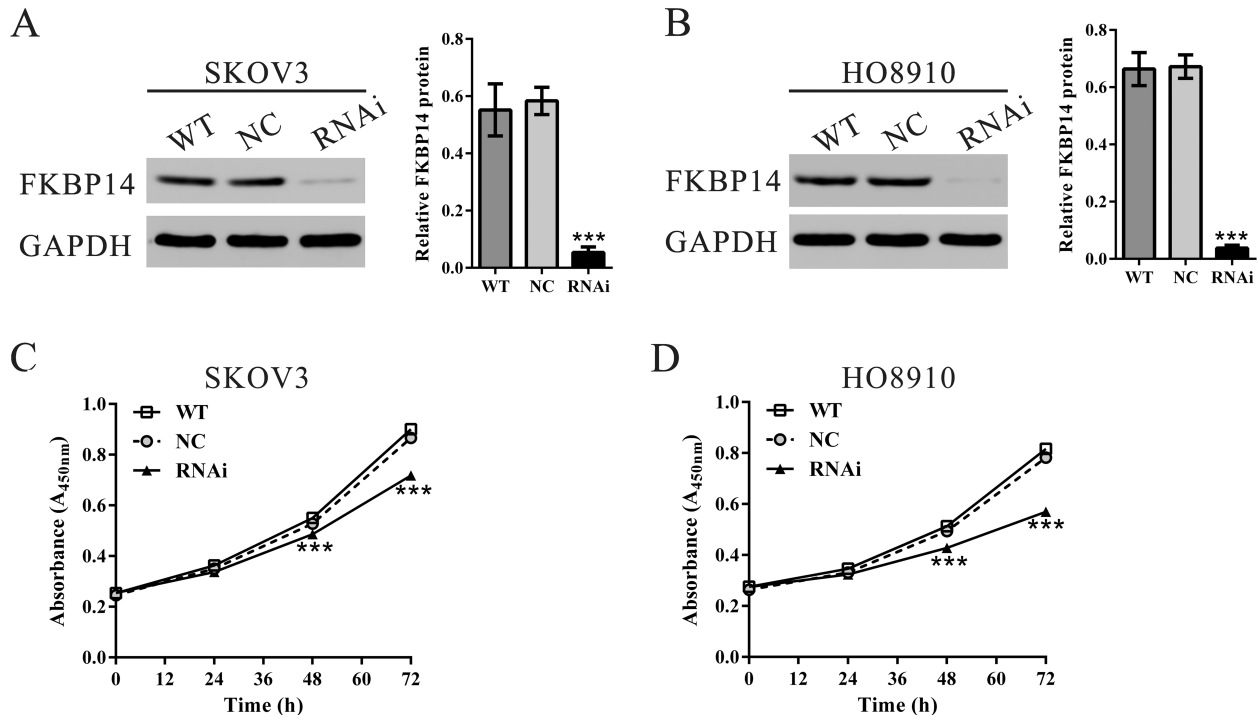 A
SKOV3
WT NC RNAi
FKBP14
GAPDH
Relative FKBP14 protein
0.8
0.6
0.4
0.2
0.0
***
WT NC RNAi
B
HO8910
WT NC RNAi
FKBP14
GAPDH
Relative FKBP14 protein
0.8
0.6
0.4
0.2
0.0
***
WT NC RNAi
C
SKOV3
WT
NC
RNAi
Absorbance (A450nm)
1.0
0.8
0.6
0.4
0.2
0.0
***
***
0 12 24 36 48 60 72
Time (h)
D
HO8910
WT
NC
RNAi
Absorbance (A450nm)
1.0
0.8
0.6
0.4
0.2
0.0
***
***
0 12 24 36 48 60 72
Time (h)